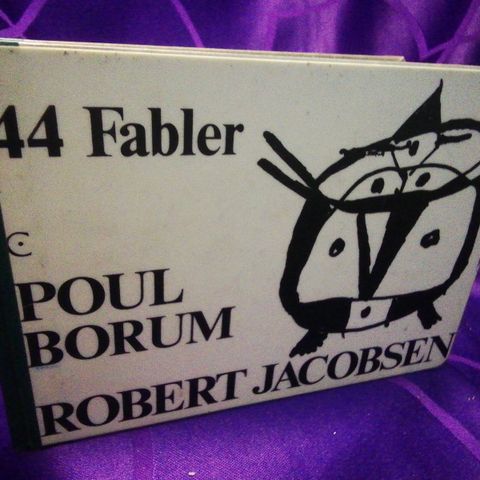 44 Fabler
POUL
BORUM
ROBERT JACOBSEN